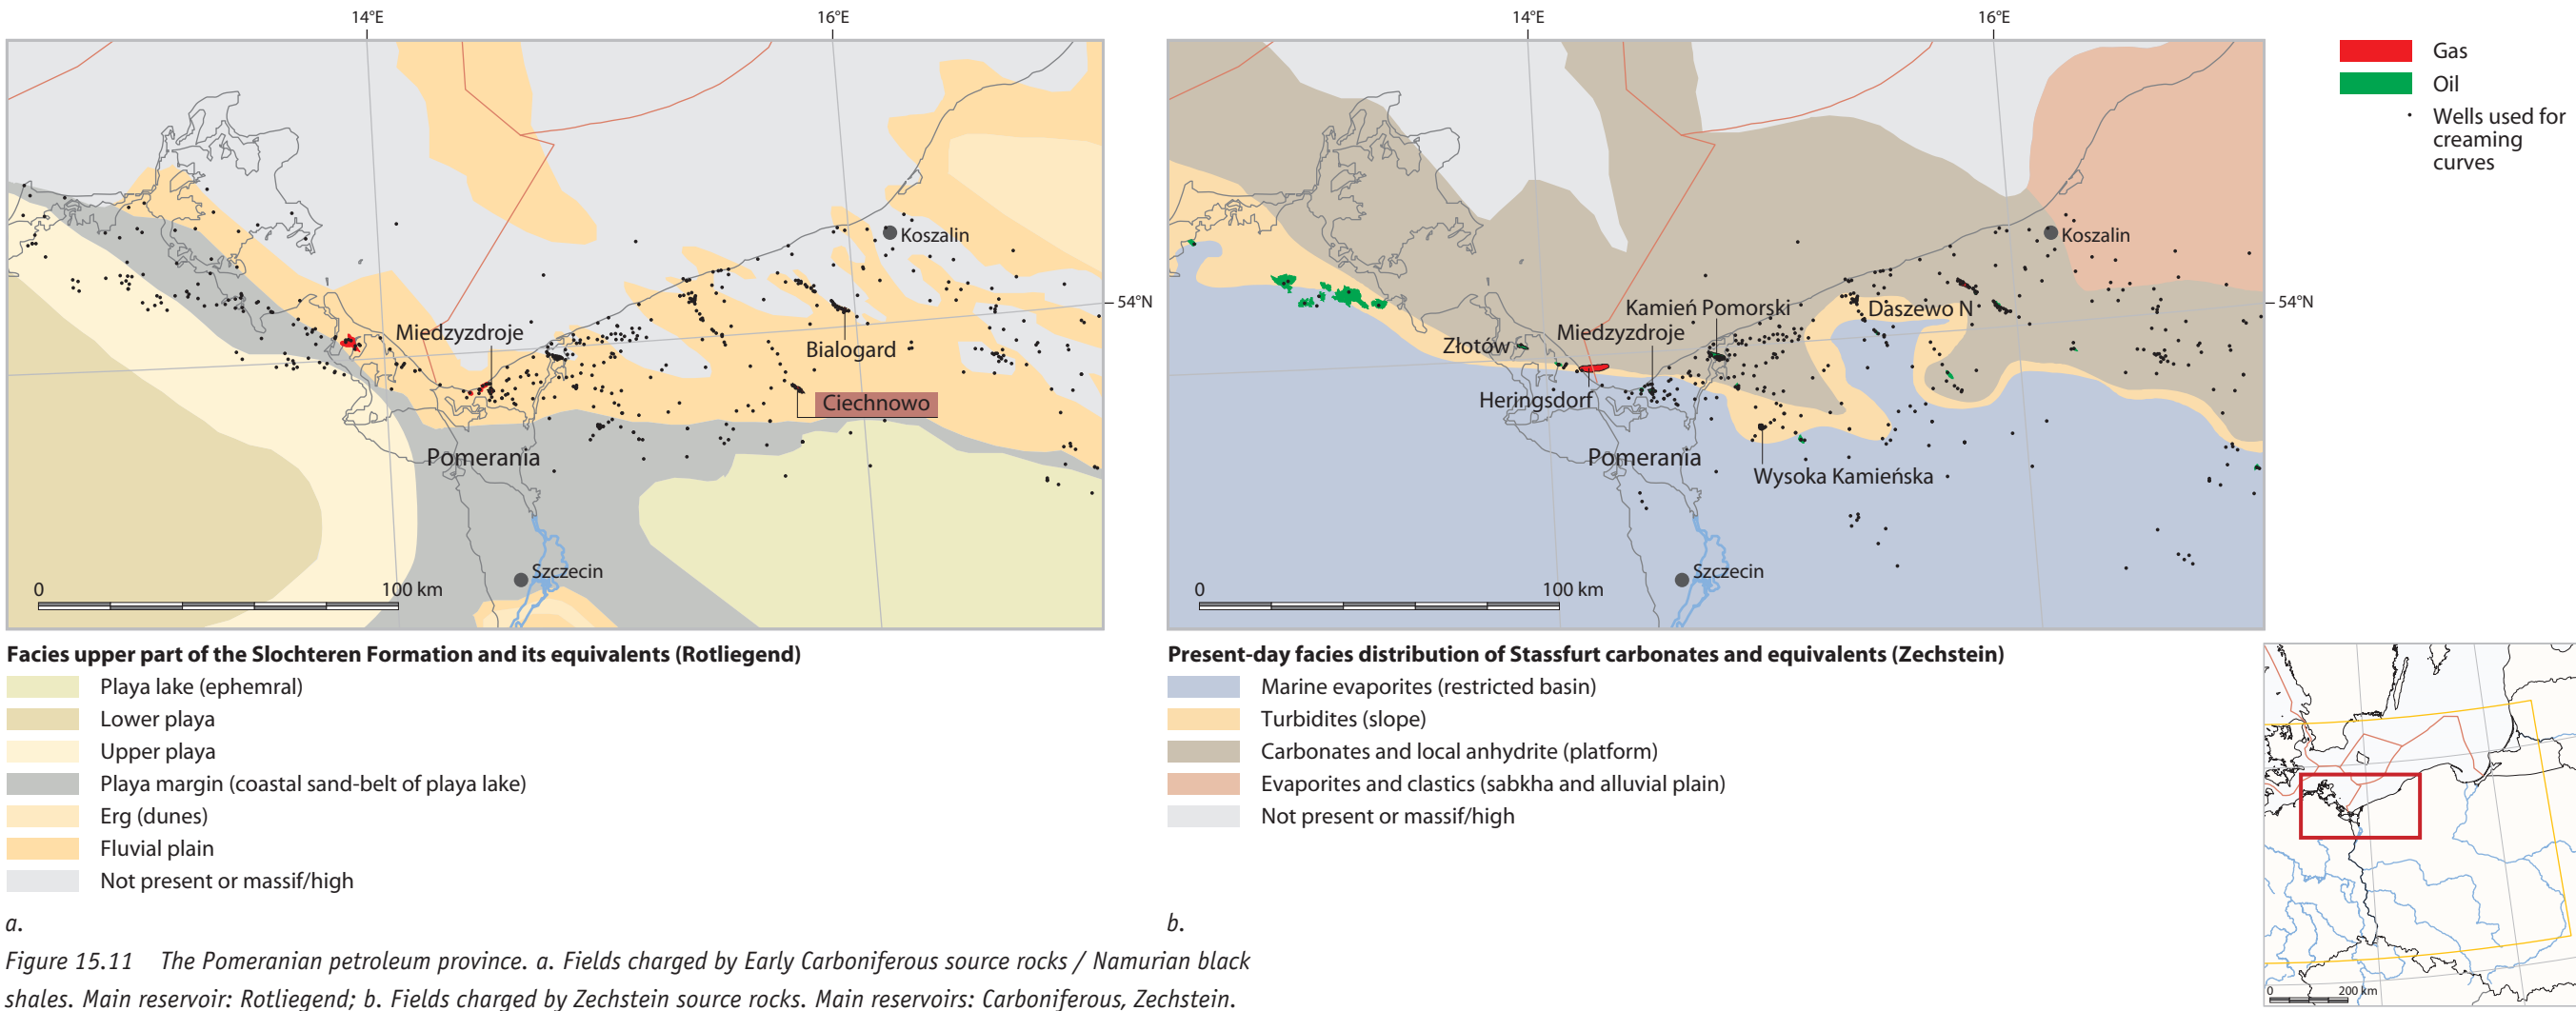 14°E
16°E
14°E
16°E
Gas
Oil
Wells used for
creaming
curves
Koszalin
54°N
Miedzyzdroje
Bialogard
Ciechnowo
Pomerania
Szczecin
0
100 km
Koszalin
54°N
Kamień Pomorski
Daszewo N
Miedzyzdroje
Złotów
Heringsdorf
Pomerania
Wysoka Kamieńska
Szczecin
0
100 km
Facies upper part of the Slochteren Formation and its equivalents (Rotliegend)
Playa lake (ephemral)
Lower playa
Upper playa
Playa margin (coastal sand-belt of playa lake)
Erg (dunes)
Fluvial plain
Not present or massif/high
a.
Present-day facies distribution of Stassfurt carbonates and equivalents (Zechstein)
Marine evaporites (restricted basin)
Turbidites (slope)
Carbonates and local anhydrite (platform)
Evaporites and clastics (sabkha and alluvial plain)
Not present or massif/high
b.
0
200 km
Figure 15.11 The Pomeranian petroleum province. a. Fields charged by Early Carboniferous source rocks / Namurian black
shales. Main reservoir: Rotliegend; b. Fields charged by Zechstein source rocks. Main reservoirs: Carboniferous, Zechstein.